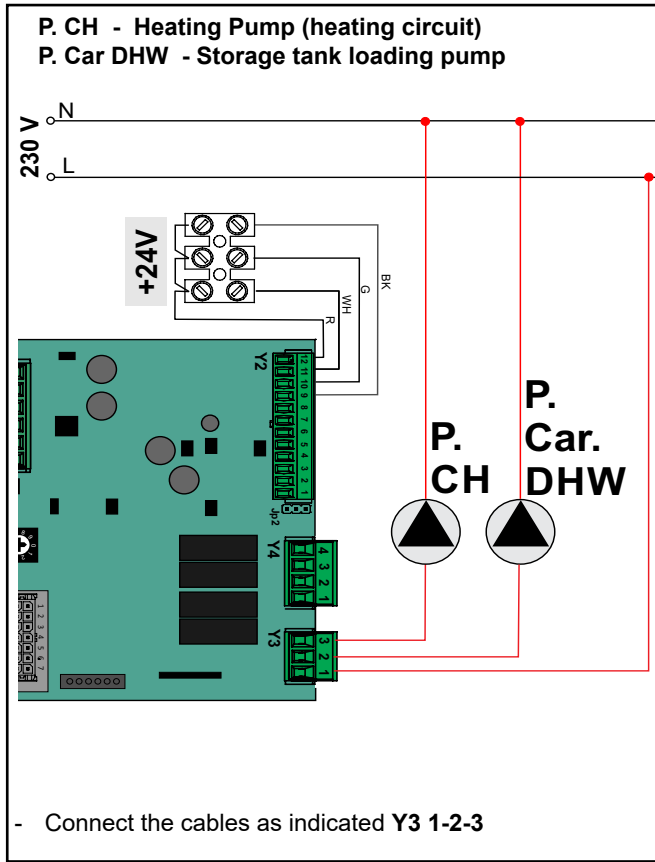 P. CH - Heating Pump (heating circuit)
P. Car DHW - Storage tank loading pump
N
230 V
L
+24V
BK
G
WH
R
Y2
12 11 10 9 8 7 6 5 4 3 2 1
Jp2
P.
CH
P.
Car.
DHW
Y4
4 3 2 1
Y3
3 2 1
1 2 3 4 5 6 7
- Connect the cables as indicated Y3 1-2-3